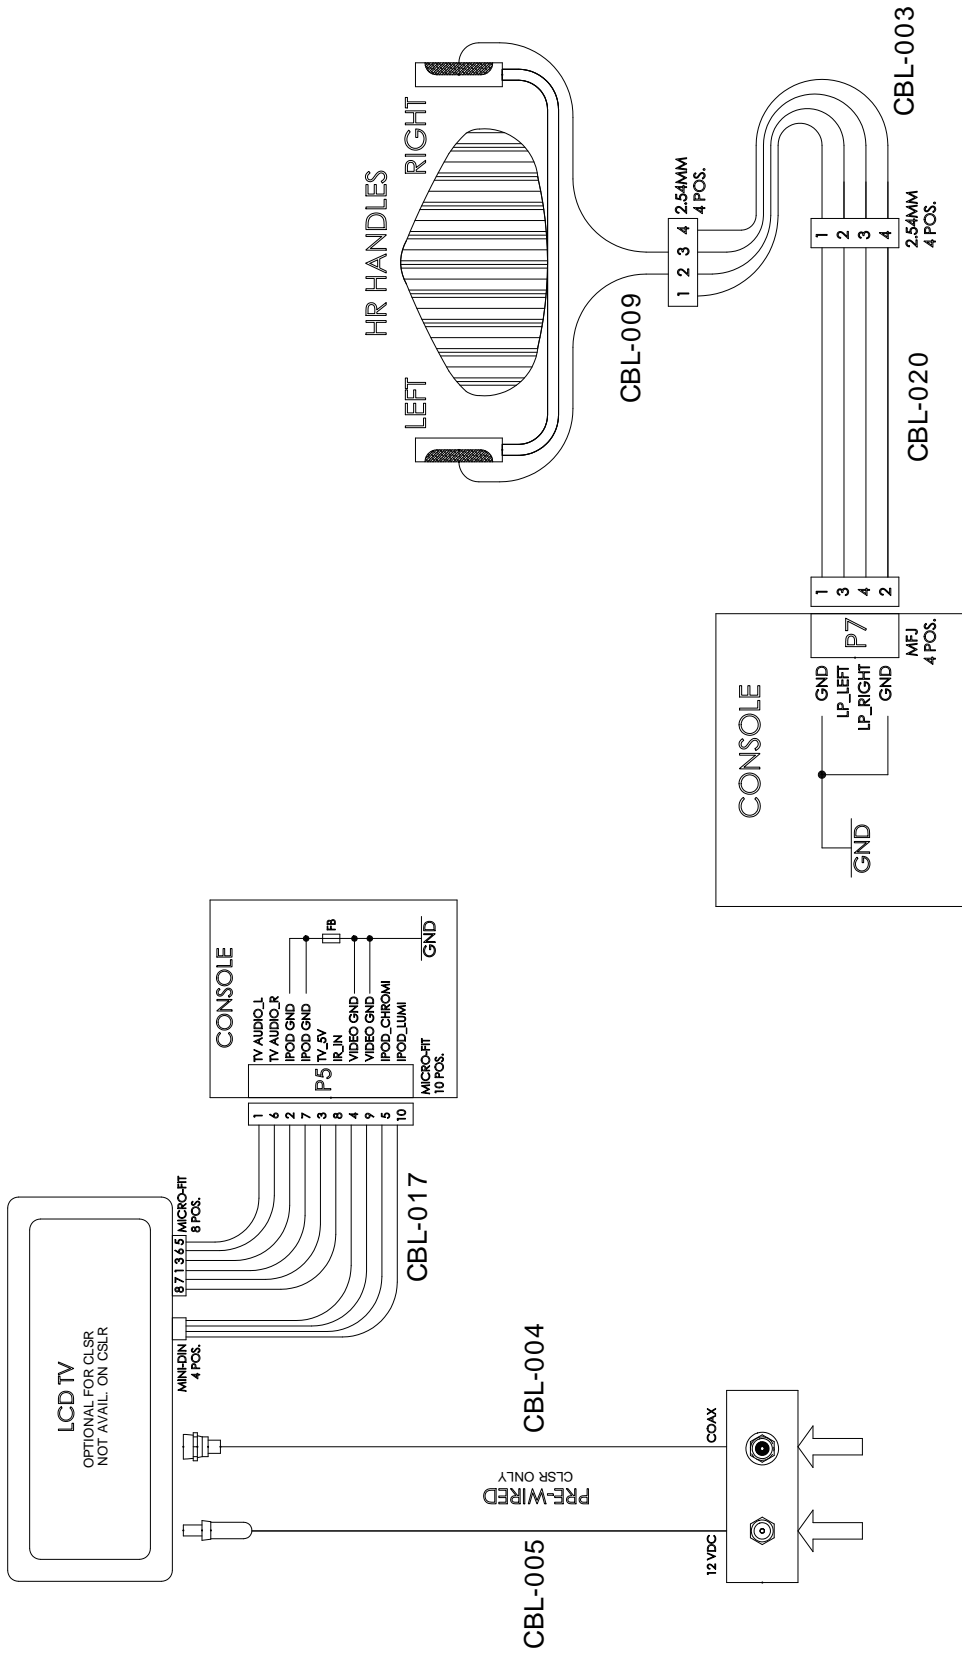 LCD TV
OPTIONAL FOR CLSR
NOT AVAIL. ON CSLR
MINI-DIN
4 POS.
8 7 1 3 6 5
MICRO-FIT
8 POS.
CBL-017
1
6
2
7
3
8
4
9
5
10
CONSOLE
P5
TV AUDIO_L
TV AUDIO_R
IPOD GND
IPOD GND
TV_5V
IR_IN
VIDEO GND
VIDEO GND
IPOD_CHROMI
IPOD_LUMI
FB
GND
MICRO-FIT
10 POS.
CBL-005
PRE-WIRED
CLSR ONLY
CBL-004
12 VDC
COAX
HR HANDLES
LEFT
RIGHT
CBL-009
1 2 3 4
2.54MM
4 POS.
CBL-003
1
2
3
4
2.54MM
4 POS.
CBL-020
1
3
4
2
CONSOLE
P7
MFJ
4 POS.
GND
LP_LEFT
LP_RIGHT
GND
GND